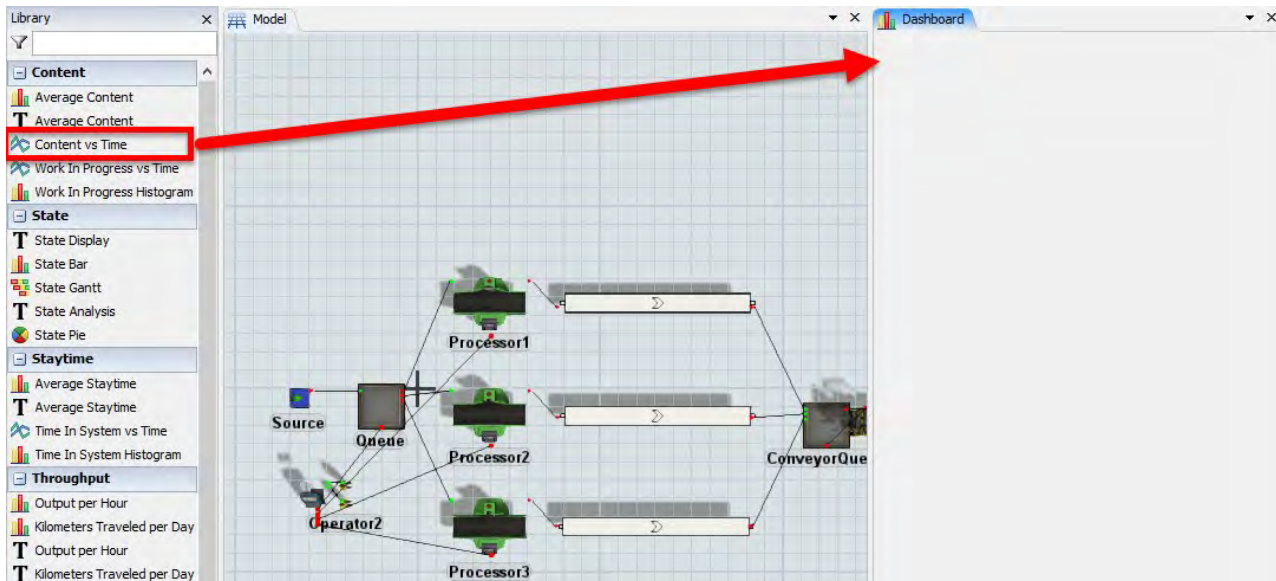 Library
Model
Dashboard
Content
Average Content
T Average Content
Content vs Time
Work In Progress vs Time
Work In Progress Histogram
State
T State Display
State Bar
State Gantt
T State Analysis
State Pie
Staytime
Average Staytime
T Average Staytime
Time In System vs Time
Time In System Histogram
Throughput
Output per Hour
Kilometers Traveled per Day
T Output per Hour
T Kilometers Traveled per Day
Processor1
Source
Queue
Processor2
ConveyorQue
Operator2
Processor3